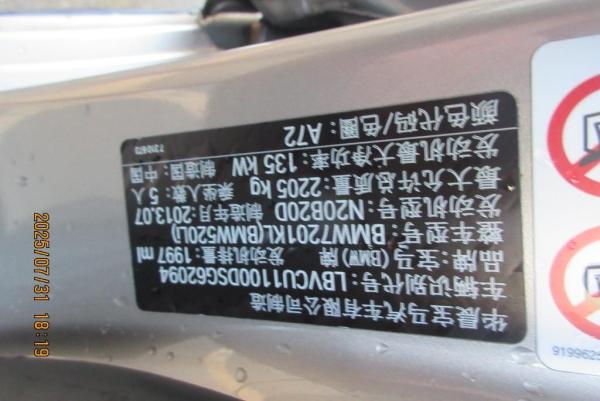 华晨宝马汽车有限公司制造
车辆识别代号: LBVCU1100DSG62094
品牌: 宝马 (BMW) 牌 发动机排量: 1997 ml
整车型号: BMW7201KL(BMW520L)
发动机型号: N20B20D 制造年月: 2013.07
最大允许总质量: 2205 kg 乘坐人数: 5 人
发动机最大净功率: 135 kW 制造国: 中国
颜色代码/色圈: A72
7210673
9199625
2025/07/31 18:19